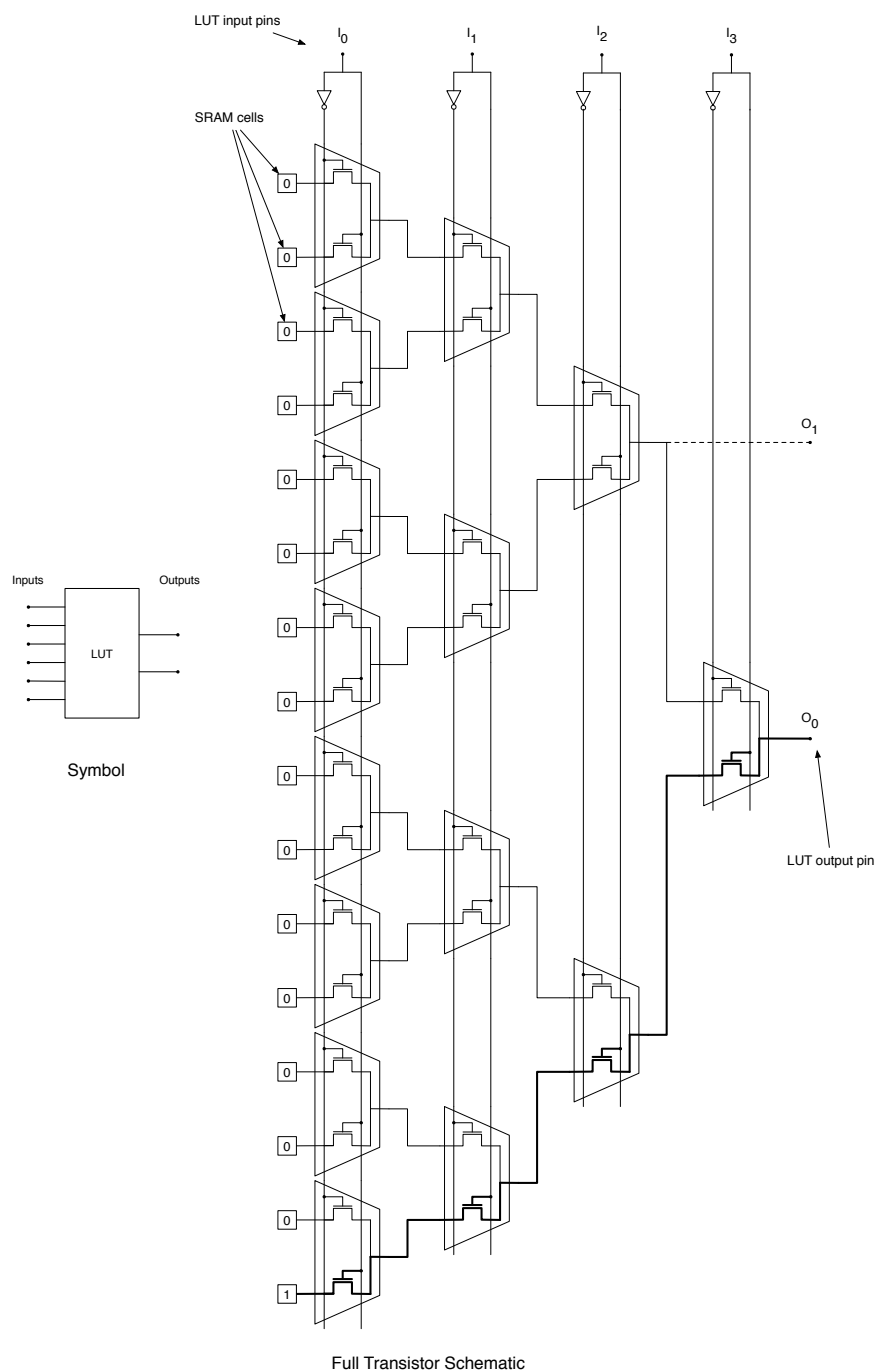 LUT input pins
I0
I1
I2
I3
SRAM cells
0
0
0
0
O1
0
0
Inputs
Outputs
0
LUT
0
O0
Symbol
0
0
LUT output pin
0
0
0
0
0
1
Full Transistor Schematic